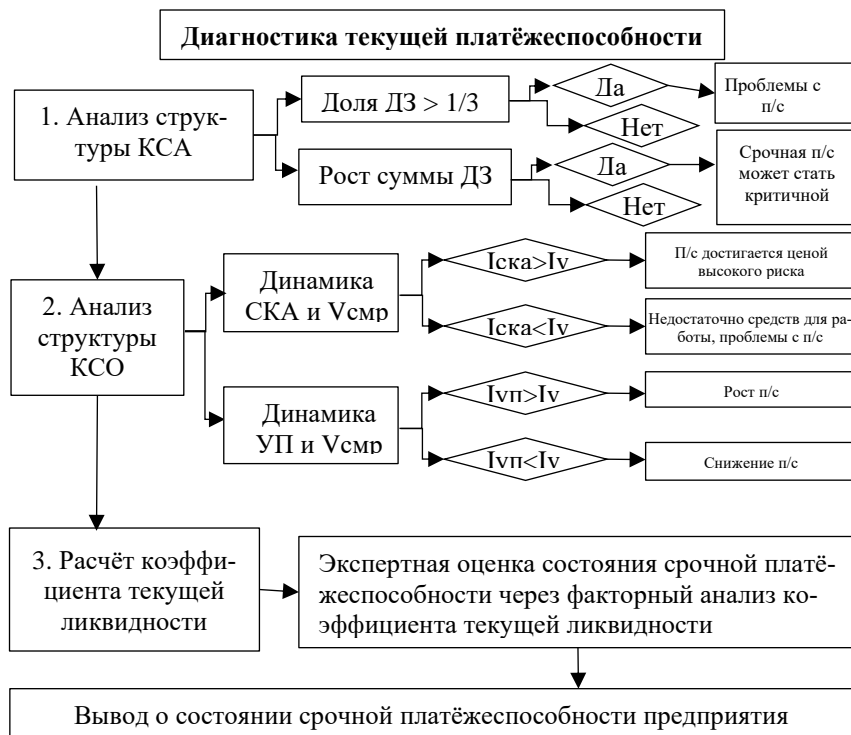 Диагностика текущей платёжеспособности
1. Анализ струк-
туры КСА
Доля ДЗ > 1/3
Да
Нет
Проблемы с
п/с
Рост суммы ДЗ
Да
Нет
Срочная п/с
может стать
критичной
2. Анализ
структуры
КСО
Динамика
СКА и Vсмр
Iска>Iv
П/с достигается ценой
высокого риска
Iска<Iv
Недостаточно средств для ра-
боты, проблемы с п/с
Динамика
УП и Vсмр
Iуп>Iv
Рост п/с
Iуп<Iv
Снижение п/с
3. Расчёт коэффи-
циента текущей
ликвидности
Экспертная оценка состояния срочной платё-
жеспособности через факторный анализ ко-
эффициента текущей ликвидности
Вывод о состоянии срочной платёжеспособности предприятия